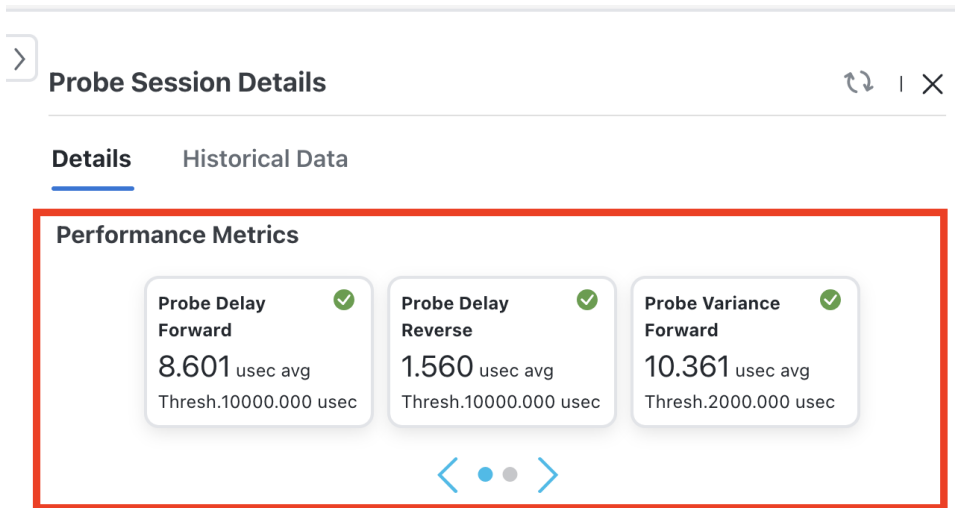 Probe Session Details
Details
Historical Data
Performance Metrics
Probe Delay
Forward
8.601 usec avg
Thresh.10000.000 usec
Probe Delay
Reverse
1.560 usec avg
Thresh.10000.000 usec
Probe Variance
Forward
10.361 usec avg
Thresh.2000.000 usec